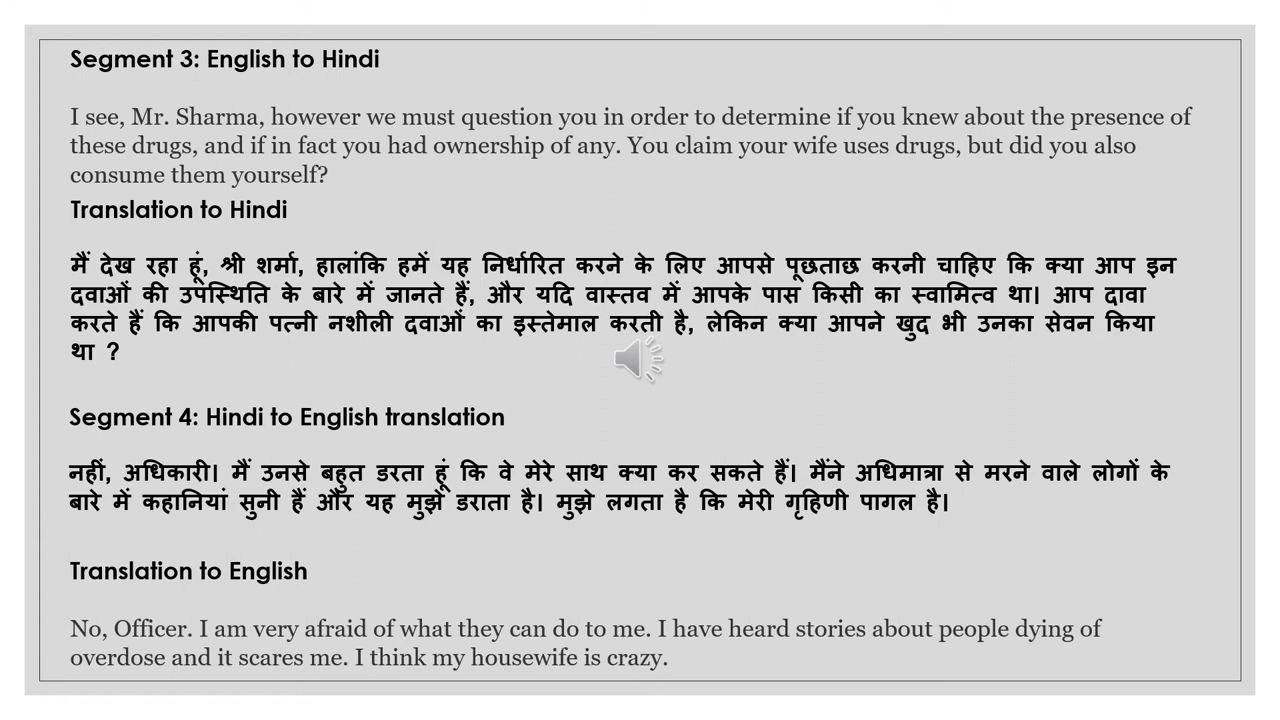 Segment 3: English to Hindi
I see, Mr. Sharma, however we must question you in order to determine if you knew about the presence of
these drugs, and if in fact you had ownership of any. You claim your wife uses drugs, but did you also
consume them yourself?
Translation to Hindi
मैं देख रहा हूं, श्री शर्मा, हालांकि हमें यह निर्धारित करने के लिए आपसे पूछताछ करनी चाहिए कि क्या आप इन
दवाओं की उपस्थिति के बारे में जानते हैं, और यदि वास्तव में आपके पास किसी का स्वामित्व था। आप दावा
करते हैं कि आपकी पत्नी नशीली दवाओं का इस्तेमाल करती है, लेकिन क्या आपने खुद भी उनका सेवन किया
था ?
Segment 4: Hindi to English translation
नहीं, अधिकारी। मैं उनसे बहुत डरता हूं कि वे मेरे साथ क्या कर सकते हैं। मैंने अधिमात्रा से मरने वाले लोगों के
बारे में कहानियां सुनी हैं और यह मुझे डराता है। मुझे लगता है कि मेरी गृहिणी पागल है।
Translation to English
No, Officer. I am very afraid of what they can do to me. I have heard stories about people dying of
overdose and it scares me. I think my housewife is crazy.